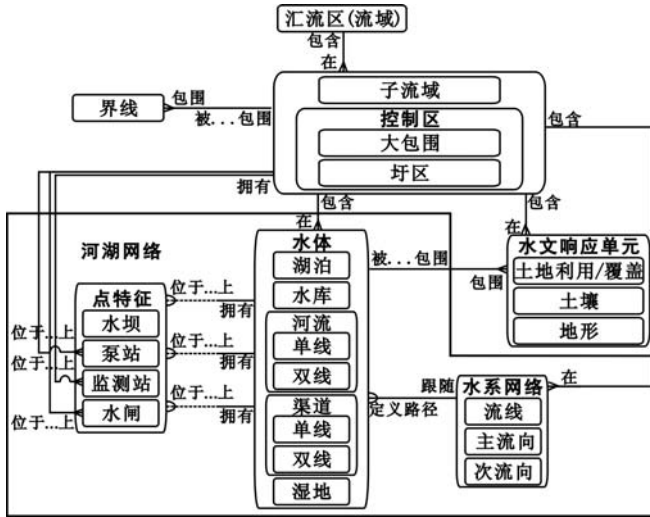 汇流区(流域)
包含
在
子流域
控制区
大包围
圩区
界线
包围
被...包围
包含
拥有
包含
在
包含
在
河湖网络
水体
湖泊
水库
河流
单线
双线
渠道
单线
双线
湿地
被...包围
包围
水文响应单元
土地利用/覆盖
土壤
地形
点特征
水坝
泵站
监测站
水闸
位于...上
拥有
位于...上
拥有
位于...上
拥有
位于...上
位于...上
位于...上
跟随
定义路径
水系网络
流线
主流向
次流向
在